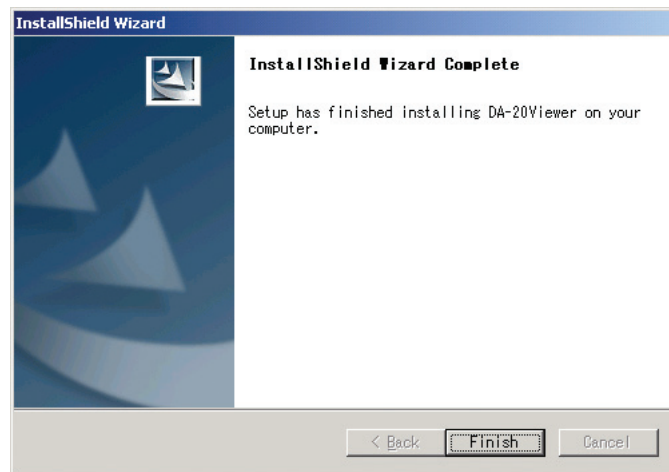 InstallShield Wizard
InstallShield Wizard Complete
Setup has finished installing DA-20Viewer on your
computer.
< Back
Finish
Cancel